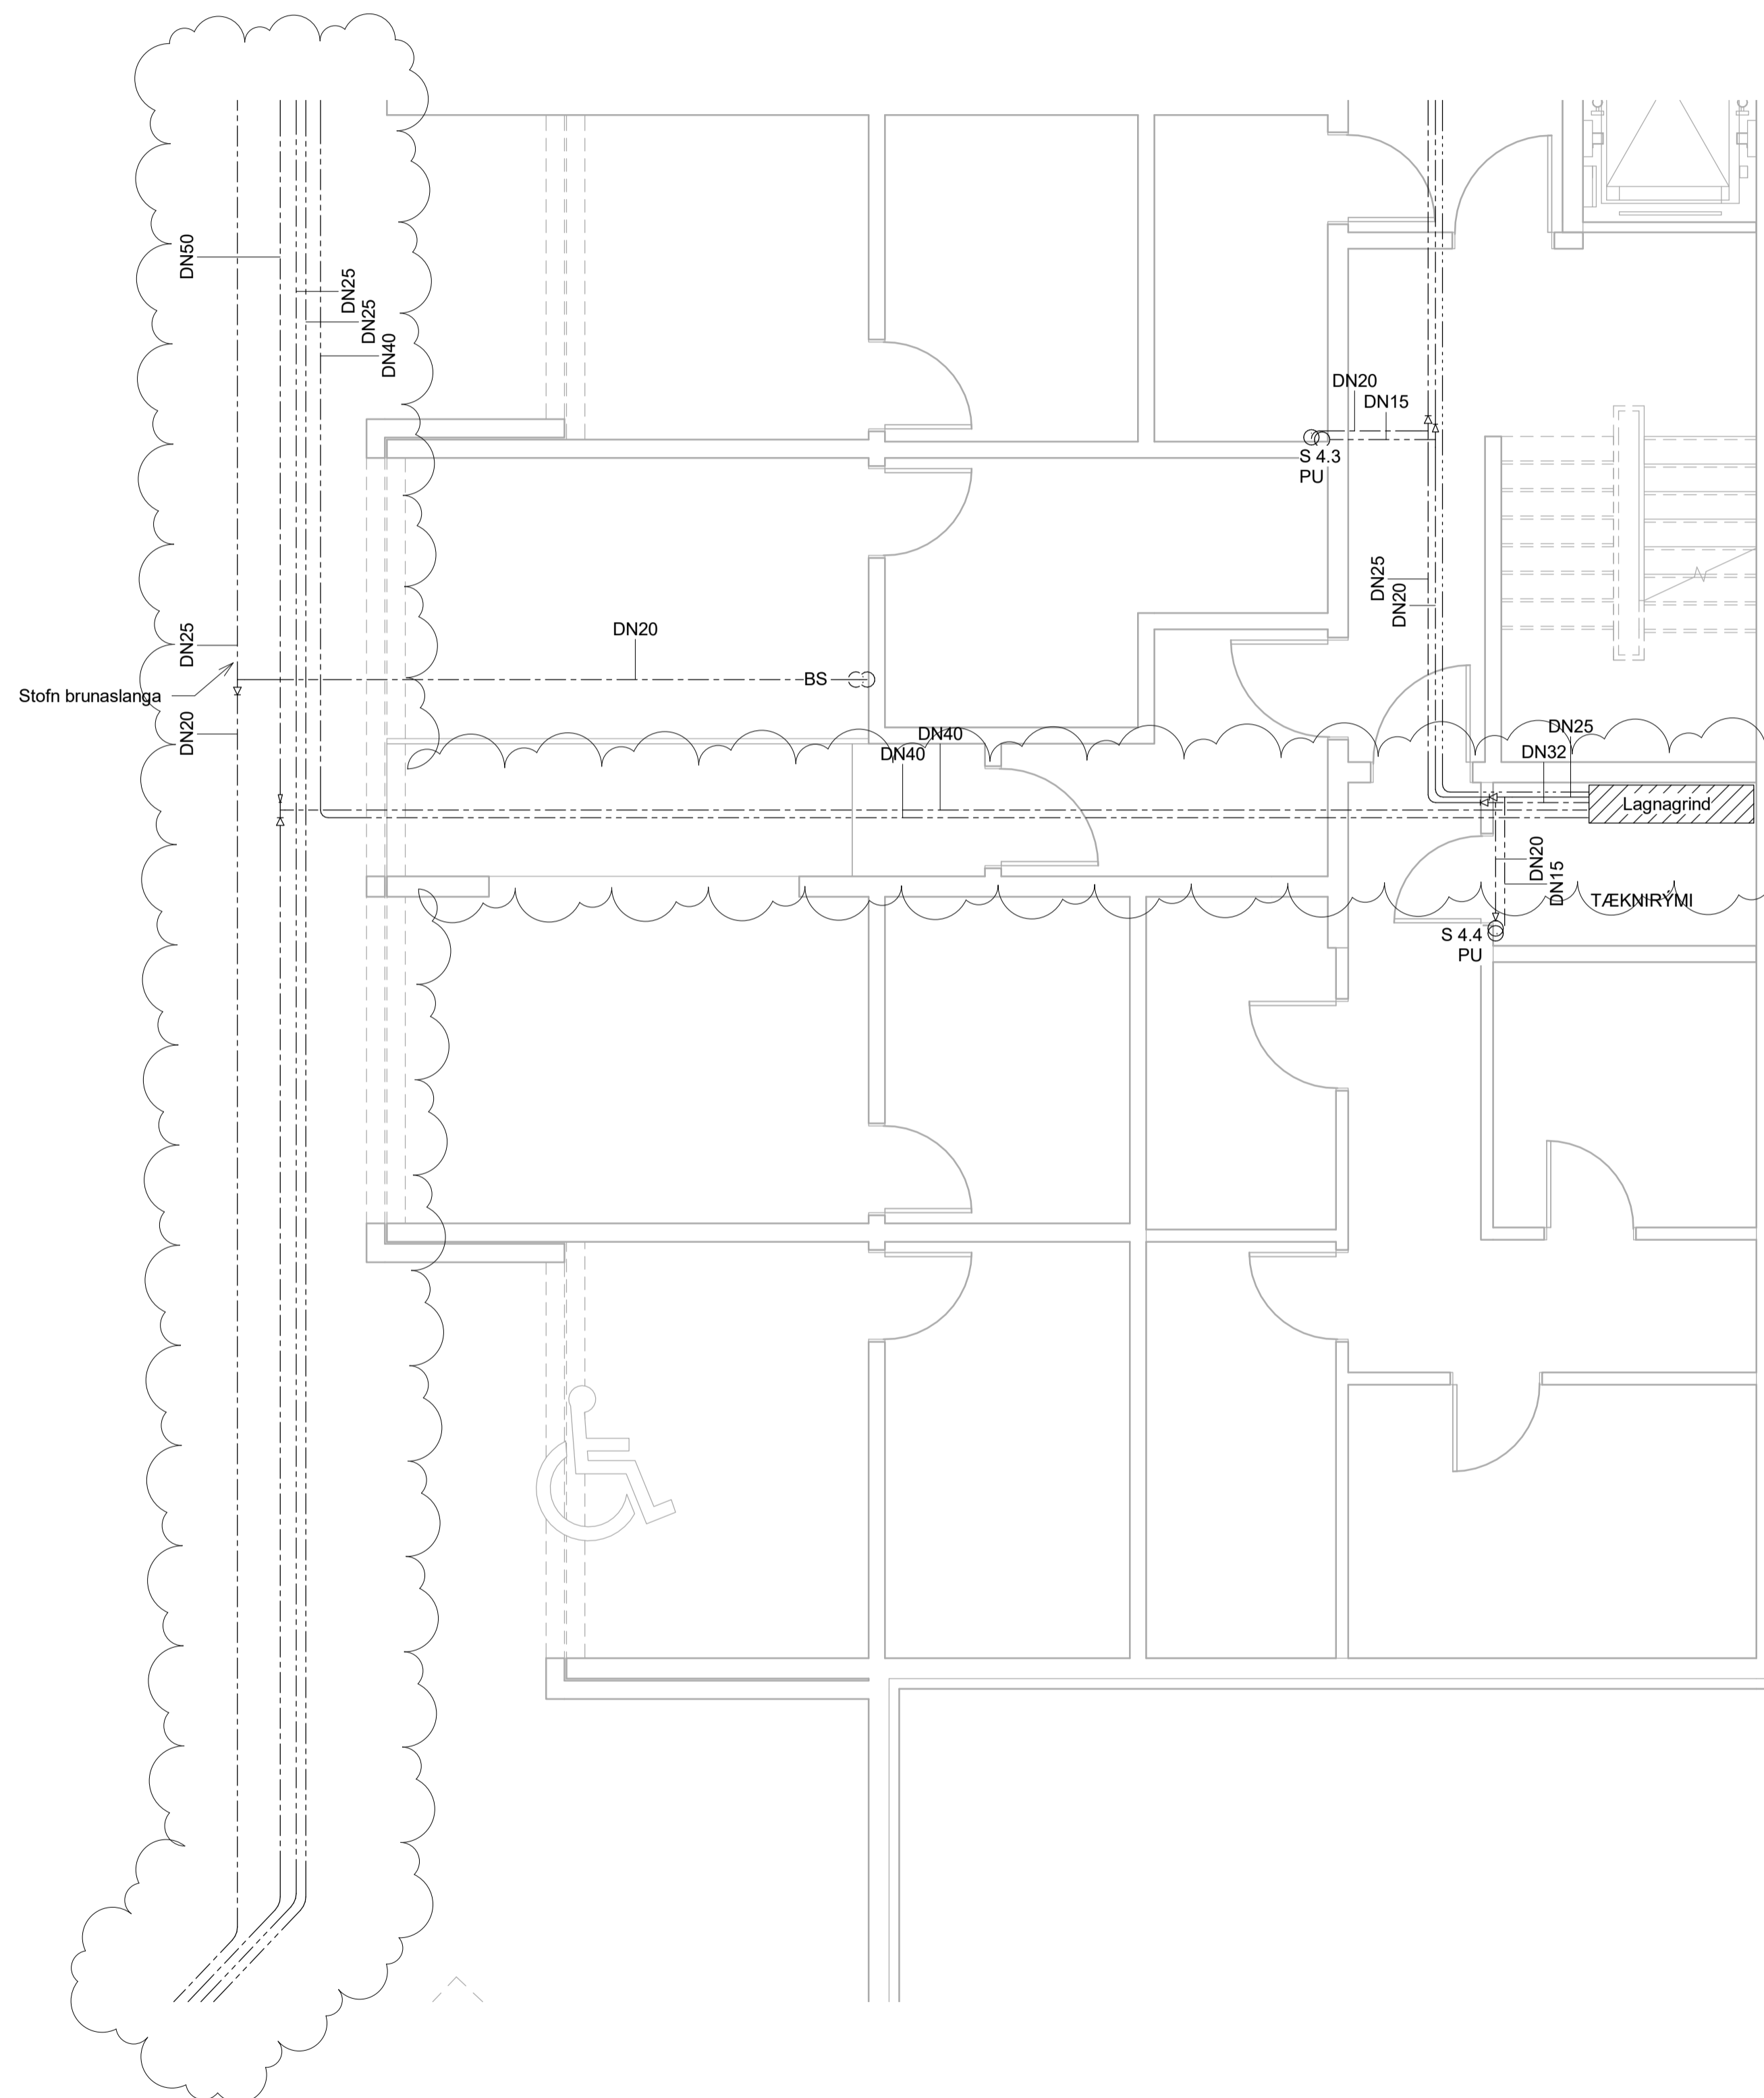 DN50
DN25
DN25
DN40
DN20
DN15
S 4.3
PU
DN25
DN20
DN20
DN25
BS
Stofn brunaslanga
DN20
DN40
DN40
DN25
DN32
Lagnagrind
DN20
DN15
TÆKNIRÝMI
S 4.4
PU